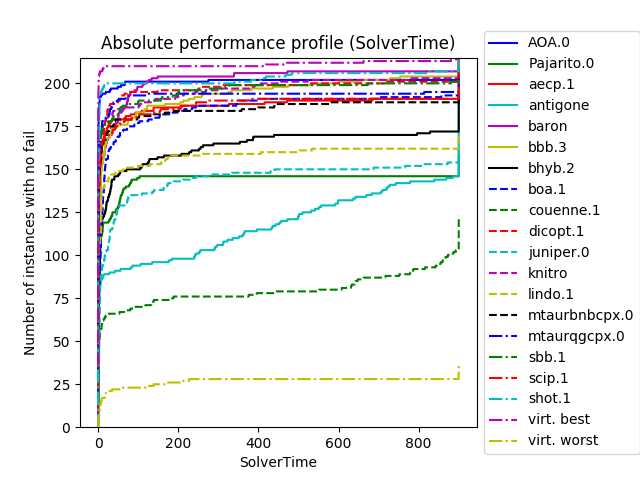 Absolute performance profile (SolverTime)
Number of instances with no fail
200
175
150
125
100
75
50
25
0
0 200 400 600 800
SolverTime
AOA.0
Pajarito.0
aecp.1
antigone
baron
bbb.3
bhyb.2
boa.1
couenne.1
dicopt.1
juniper.0
knitro
lindo.1
mtaurbnbcpx.0
mtaurqgcpx.0
sbb.1
scip.1
shot.1
virt. best
virt. worst